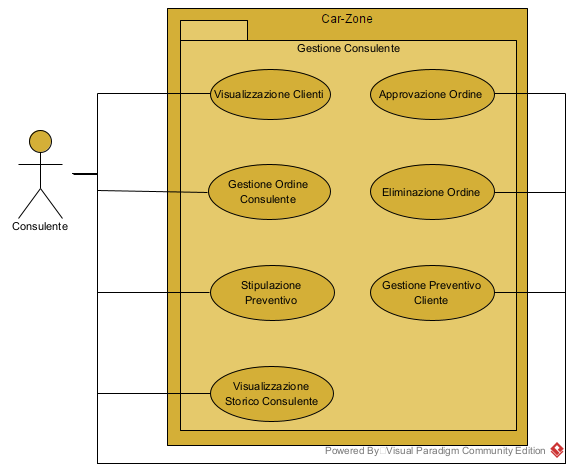 Car-Zone
Gestione Consulente
Visualizzazione Clienti
Approvazione Ordine
Gestione Ordine
Consulente
Eliminazione Ordine
Consulente
Stipulazione
Preventivo
Gestione Preventivo
Cliente
Visualizzazione
Storico Consulente
Powered By Visual Paradigm Community Edition